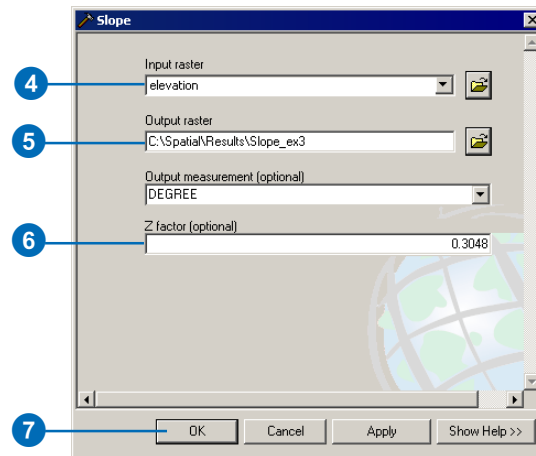 Slope
Input raster
4
elevation
Output raster
5
C:\Spatial\Results\Slope_ex3
Output measurement (optional)
DEGREE
Z factor (optional)
6
0.3048
7
OK Cancel Apply Show Help >>